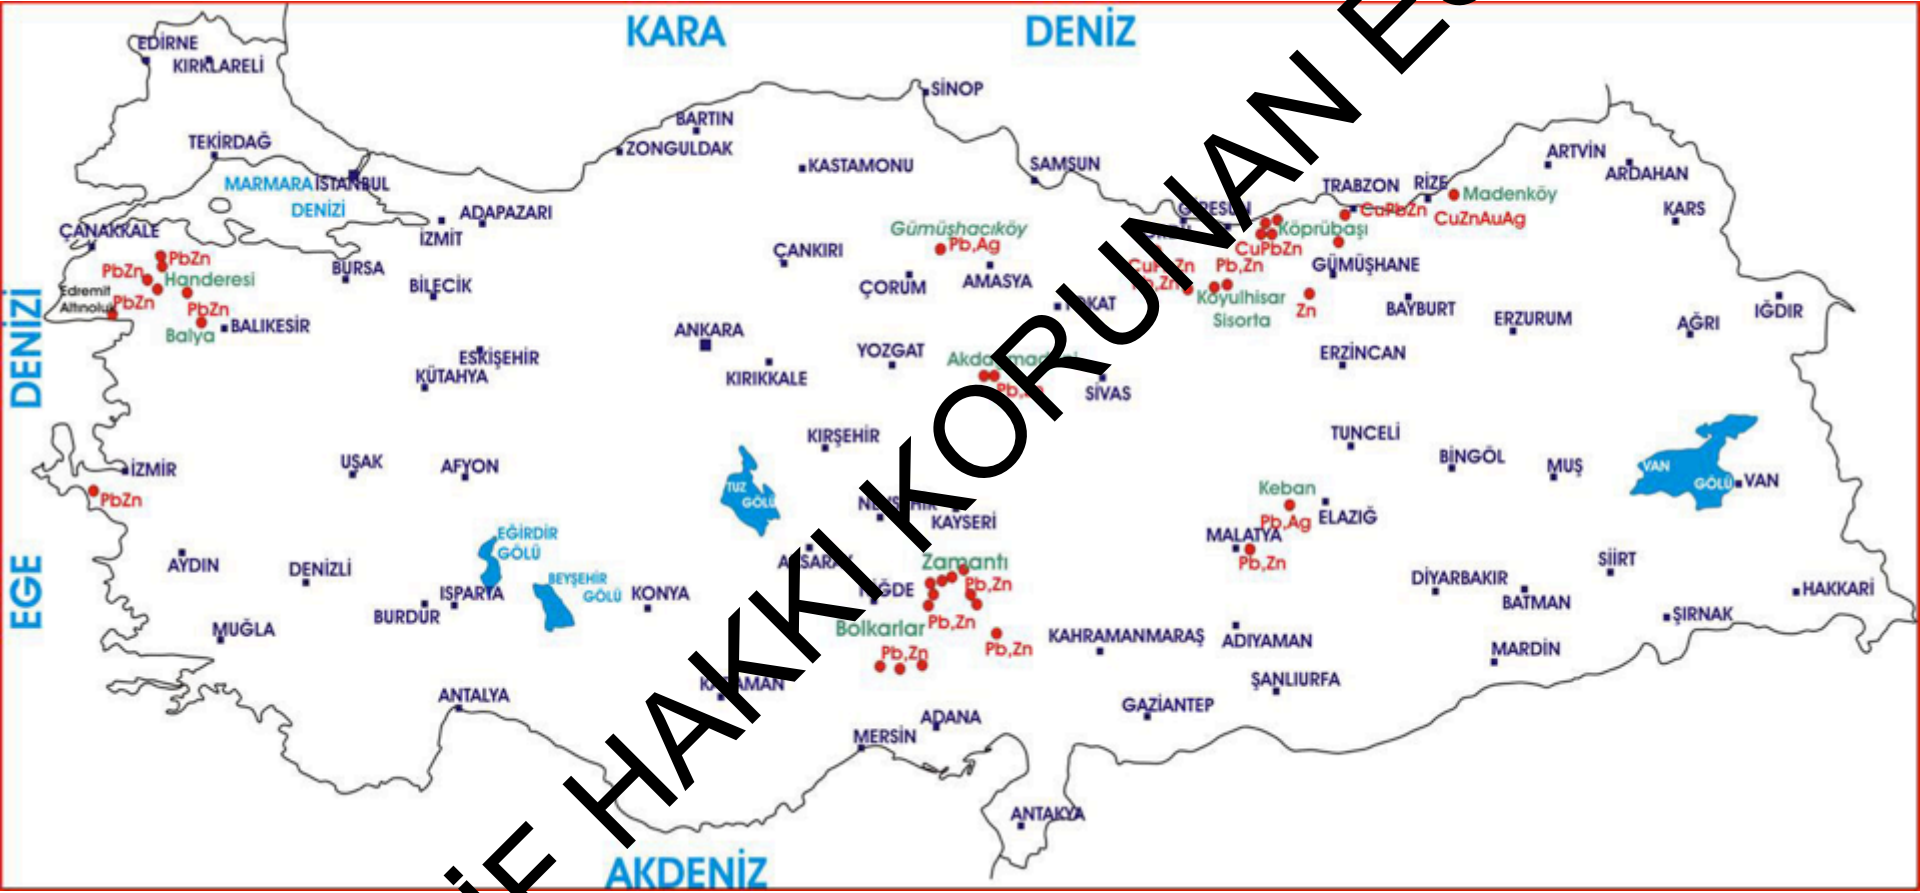 KARA
DENİZ
EDİRNE
KIRKLARELİ
SİNOP
BARTIN
ZONGULDAK
TEKİRDAĞ
KASTAMONU
SAMSUN
ARTVİN
ARDAHAN
MARMARA
DENİZİ
İSTANBUL
TRABZON
RİZE
Madenköy
CuPbZn
CuZnAuAg
KARS
ADAPAZARI
İZMİT
ÇANAKKALE
GİRESUN
Gümüşhacıköy
Pb,Ag
Köprübaşı
CuPbZn
ÇANKIRI
PbZn
PbZn
Handeresi
BURSA
BİLECİK
ÇORUM
AMASYA
Pb,Zn
GÜMÜŞHANE
Edremit
Altınoluk
PbZn
PbZn
Balya
BALIKESİR
Koyulhisar
Sisorta
Zn
BAYBURT
ERZURUM
AĞRI
IĞDIR
DENİZİ
ANKARA
YOZGAT
ESKİŞEHİR
KÜTAHYA
KIRIKKALE
SİVAS
ERZİNCAN
KIRŞEHİR
TUNCELİ
BİNGÖL
MUŞ
VAN
GÖLÜ
VAN
İZMİR
PbZn
UŞAK
AFYON
TUZ
GÖLÜ
KAYSERİ
Keban
Pb,Ag
ELAZIĞ
MALATYA
Pb,Zn
EĞİRDİR
GÖLÜ
BEYŞEHİR
GÖLÜ
AYDIN
DENİZLİ
ISPARTA
BURDUR
KONYA
Zamantı
Pb,Zn
Pb,Zn
Pb,Zn
Bolkarlar
Pb,Zn
DİYARBAKIR
BATMAN
SİİRT
HAKKARİ
ŞIRNAK
EGE
MUĞLA
KAHRAMANMARAŞ
ADIYAMAN
MARDİN
ŞANLIURFA
ANTALYA
GAZİANTEP
ADANA
MERSİN
ANTAKYA
AKDENİZ
HAKKI KORUNAN